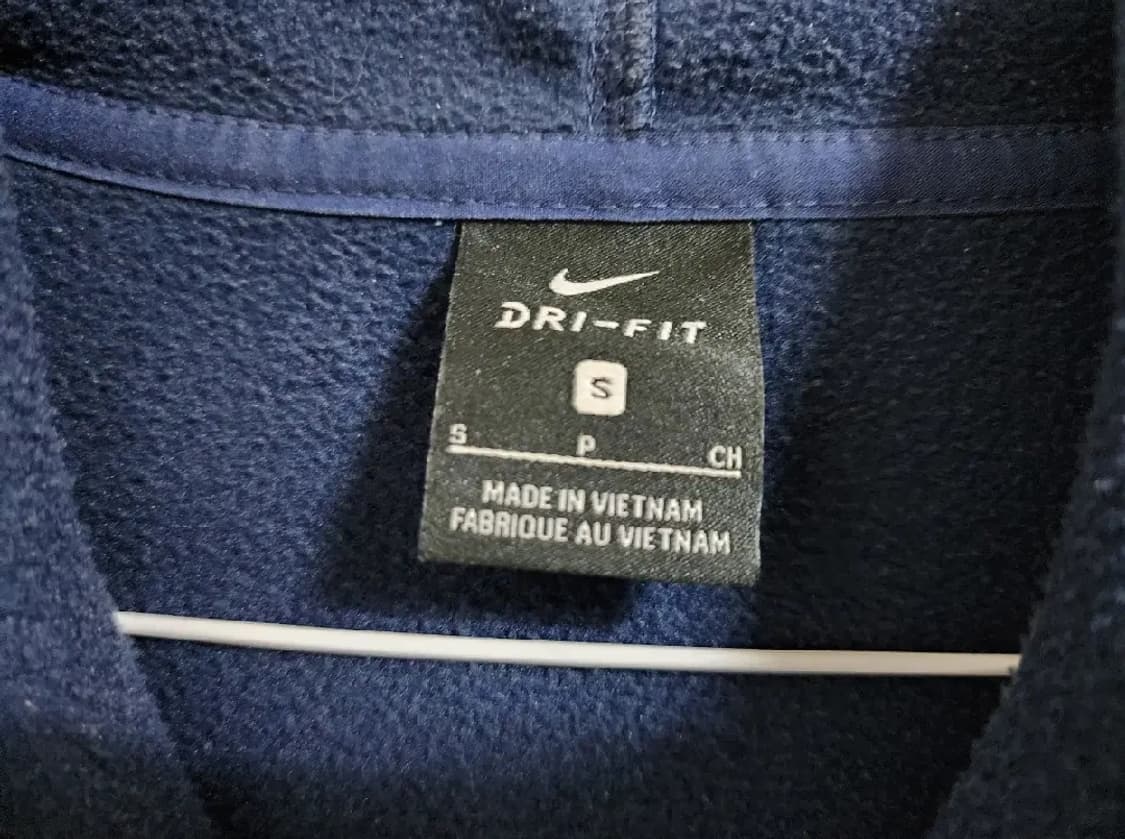 DRI-FIT
S
S P CH
MADE IN VIETNAM
FABRIQUE AU VIETNAM